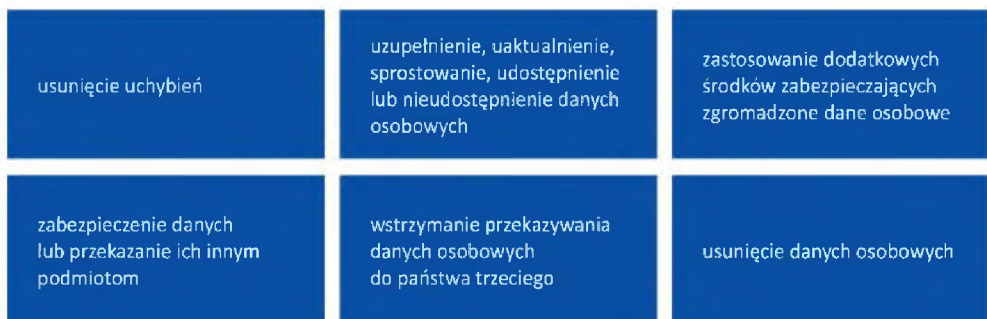 usunięcie uchybień
uzupełnienie, uaktualnienie,
sprostowanie, udostępnienie
lub nieudostępnienie danych
osobowych
zastosowanie dodatkowych
środków zabezpieczających
zgromadzone dane osobowe
zabezpieczenie danych
lub przekazanie ich innym
podmiotom
wstrzymanie przekazywania
danych osobowych
do państwa trzeciego
usunięcie danych osobowych